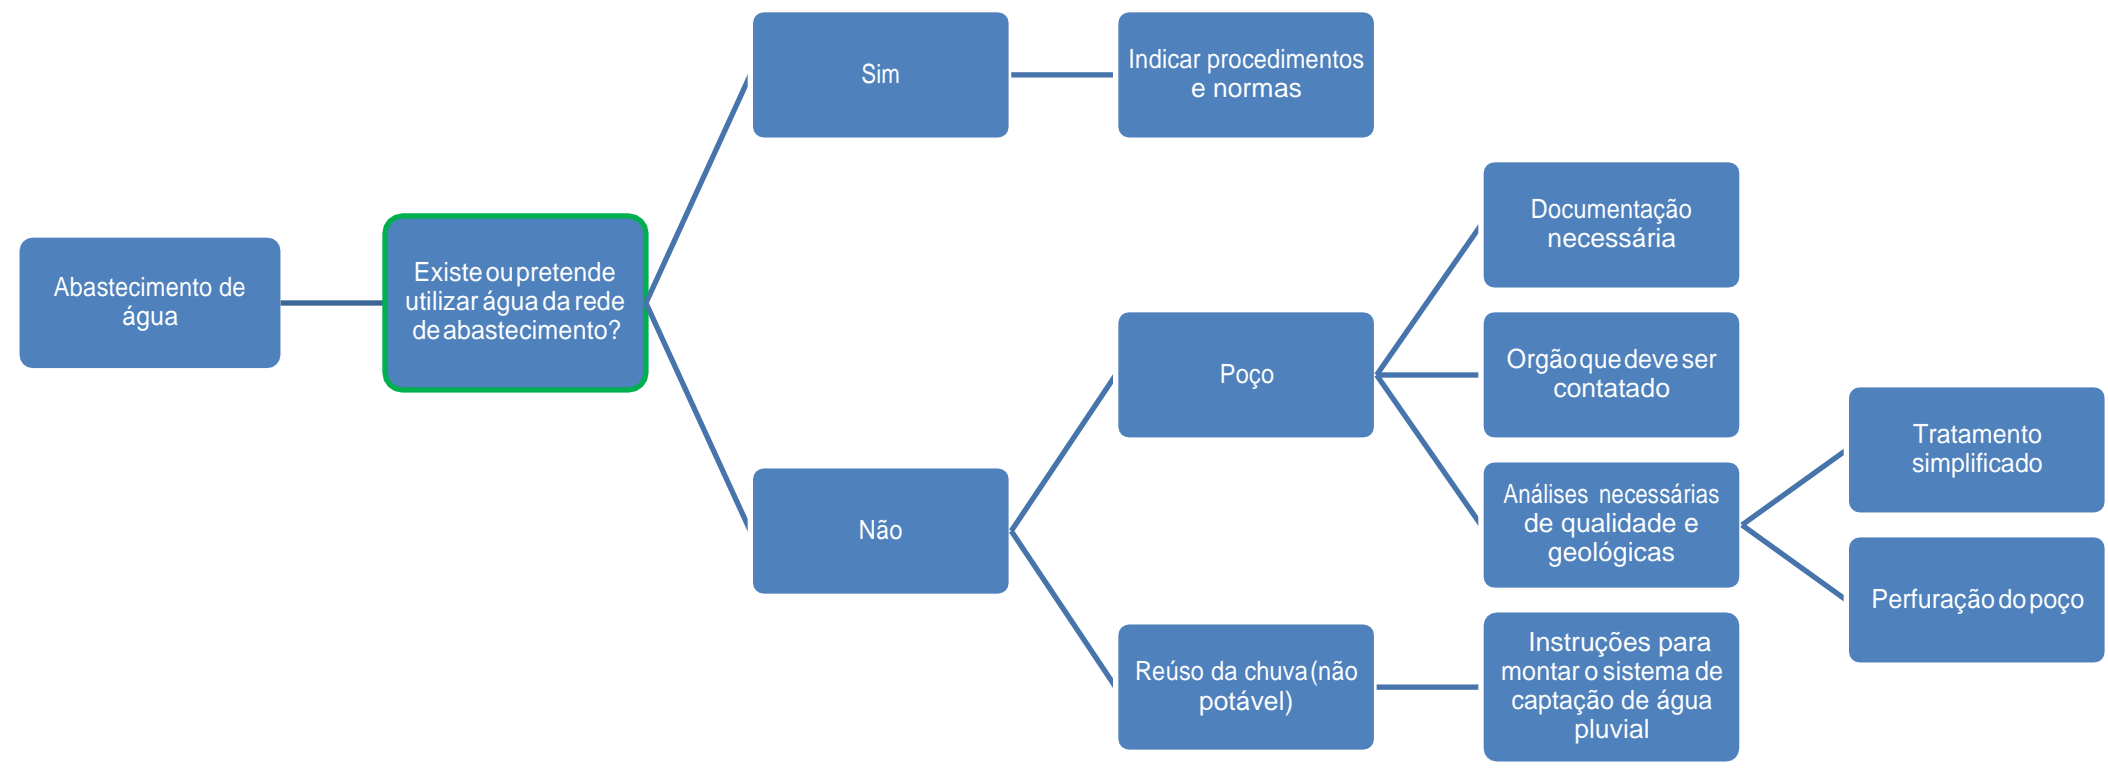 Abastecimento de
água
Existe ou pretende
utilizar água da rede
de abastecimento?
Sim
Indicar procedimentos
e normas
Não
Poço
Documentação
necessária
Orgão que deve ser
contatado
Análises necessárias
de qualidade e
geológicas
Tratamento
simplificado
Perfuração do poço
Reúso da chuva (não
potável)
Instruções para
montar o sistema de
captação de água
pluvial